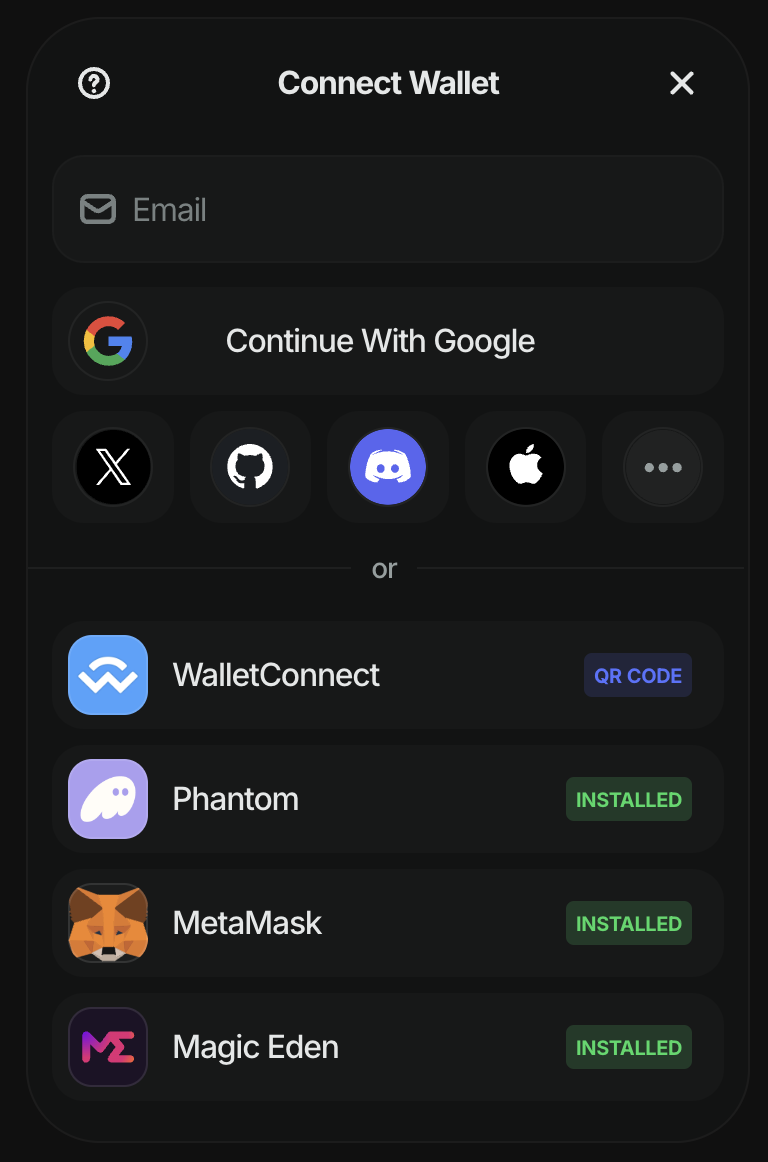 Connect Wallet
Email
Continue With Google
or
WalletConnect
QR CODE
Phantom
INSTALLED
MetaMask
INSTALLED
Magic Eden
INSTALLED